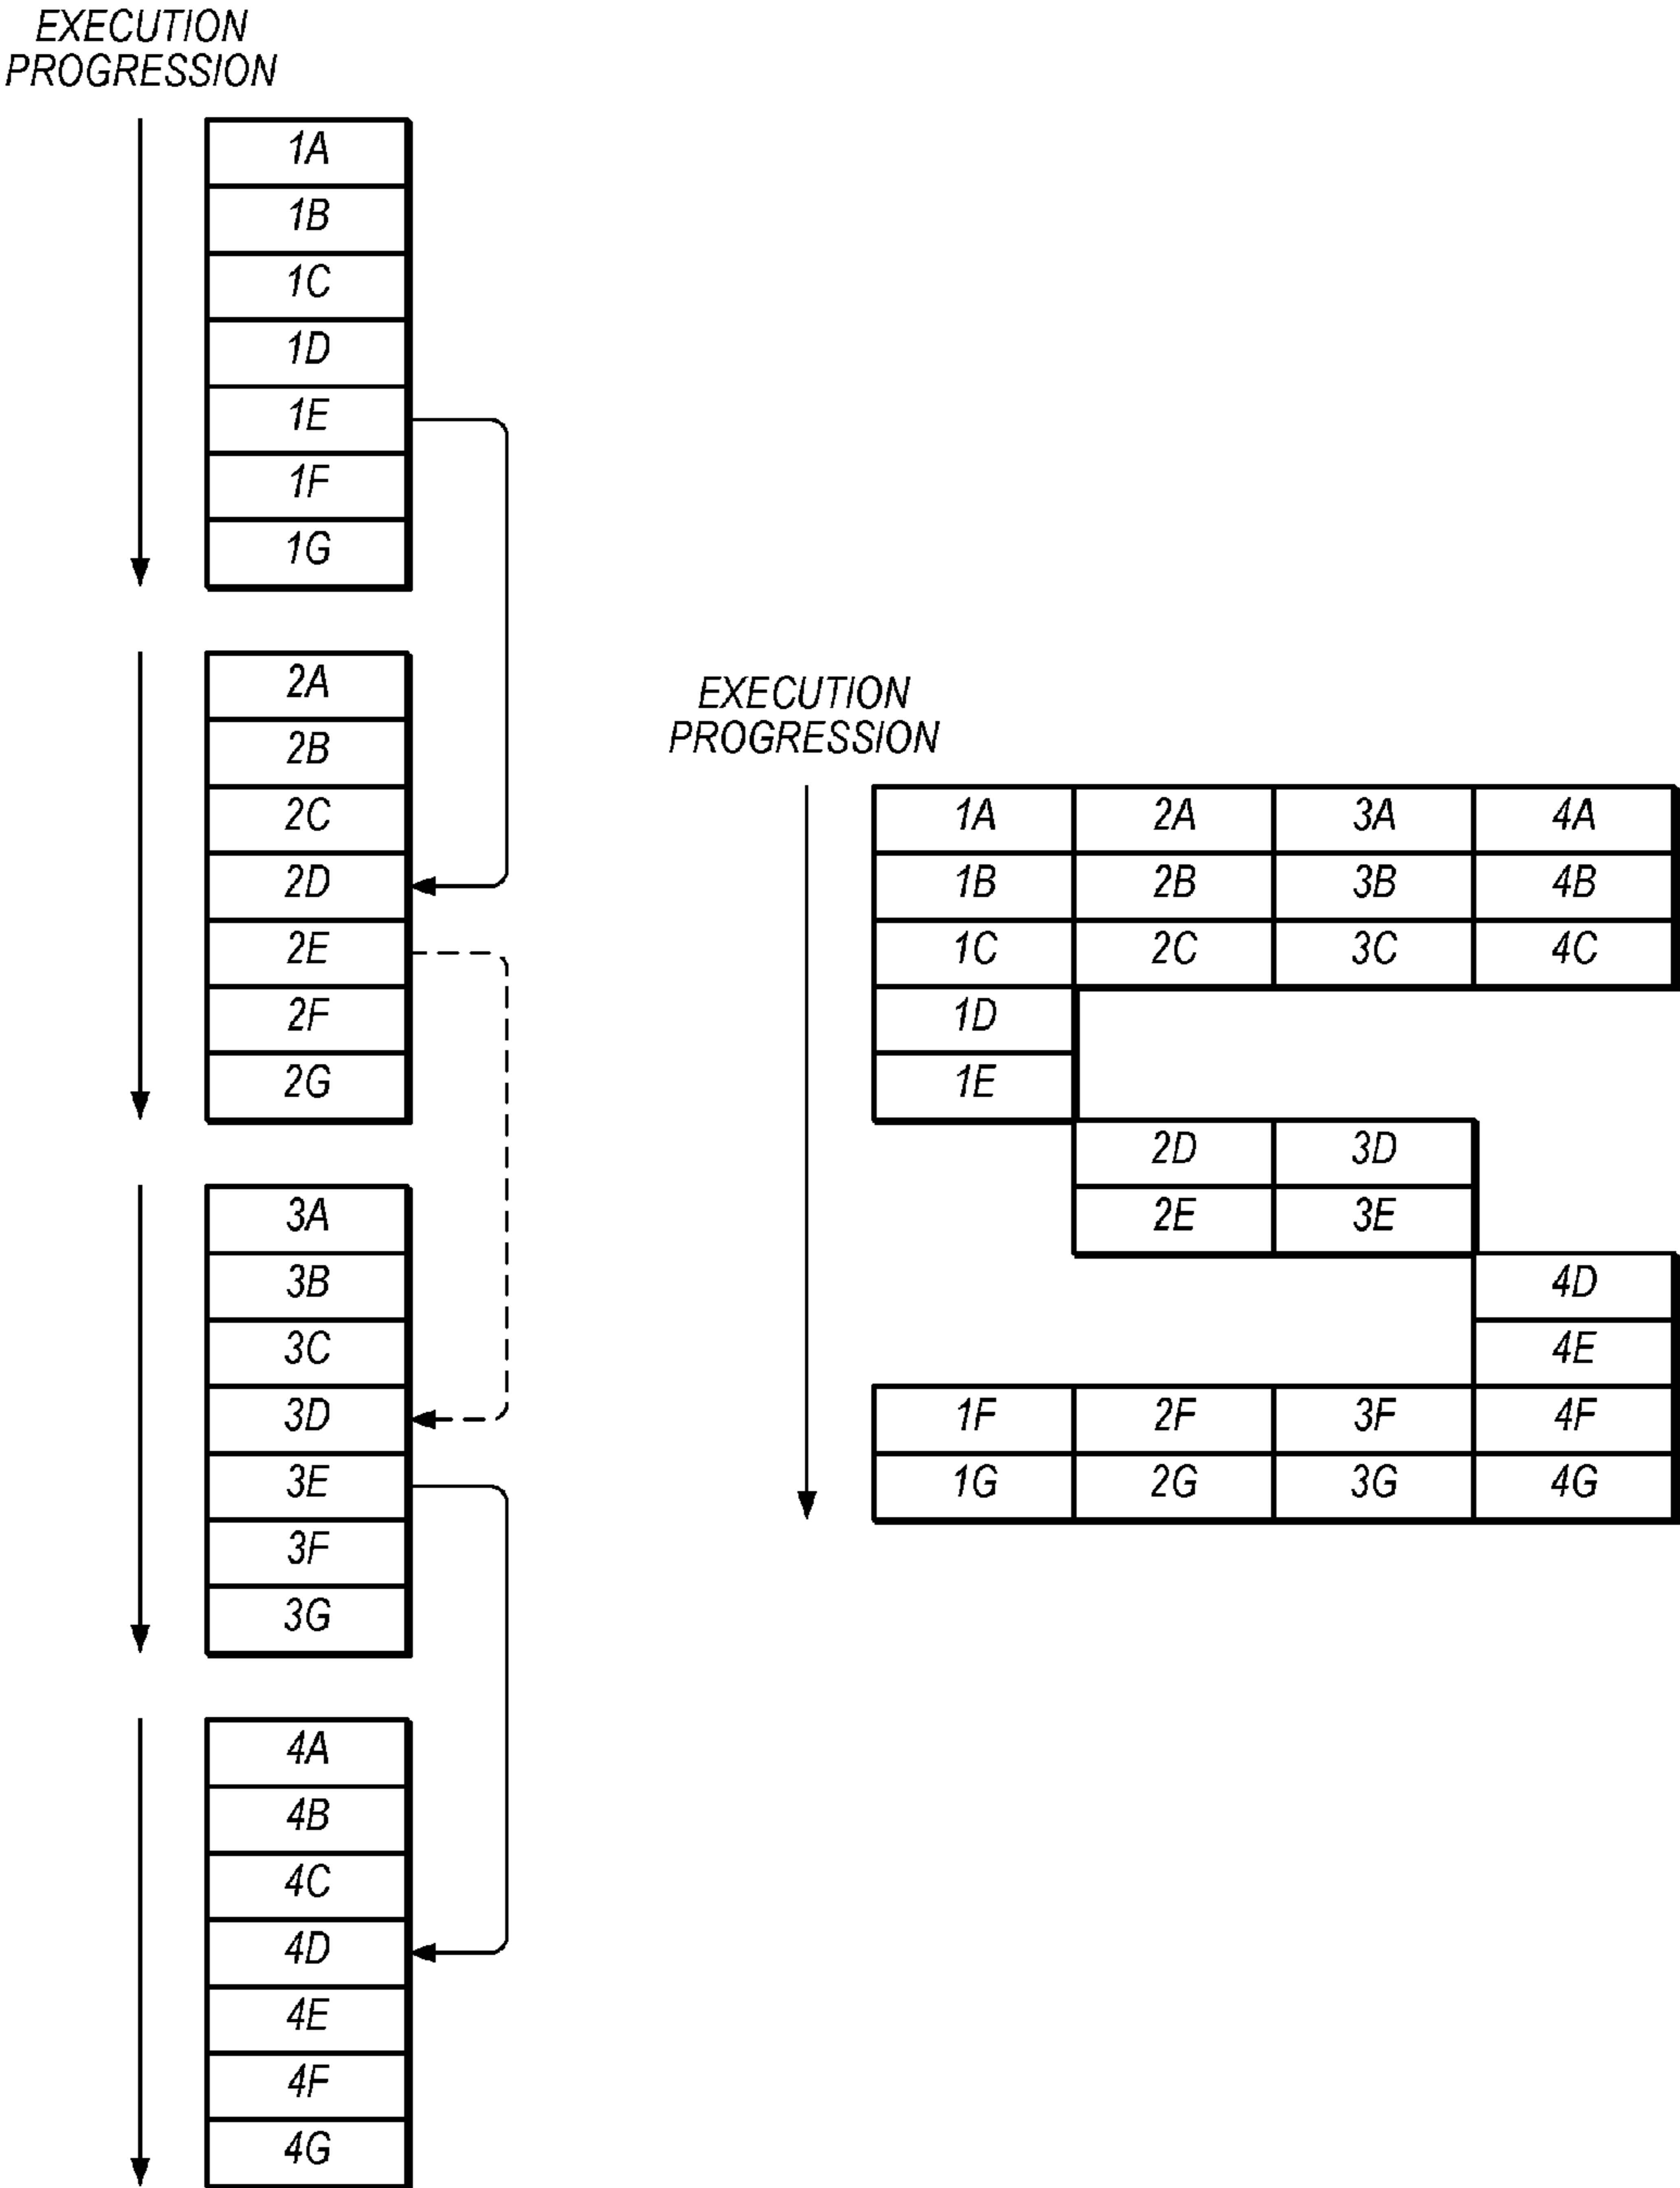 EXECUTION
PROGRESSION
1A
1B
1C
1D
1E
1F
1G
2A
2B
2C
2D
2E
2F
2G
3A
3B
3C
3D
3E
3F
3G
4A
4B
4C
4D
4E
4F
4G
EXECUTION
PROGRESSION
1A 2A 3A 4A
1B 2B 3B 4B
1C 2C 3C 4C
1D
1E
2D 3D
2E 3E
4D
4E
1F 2F 3F 4F
1G 2G 3G 4G